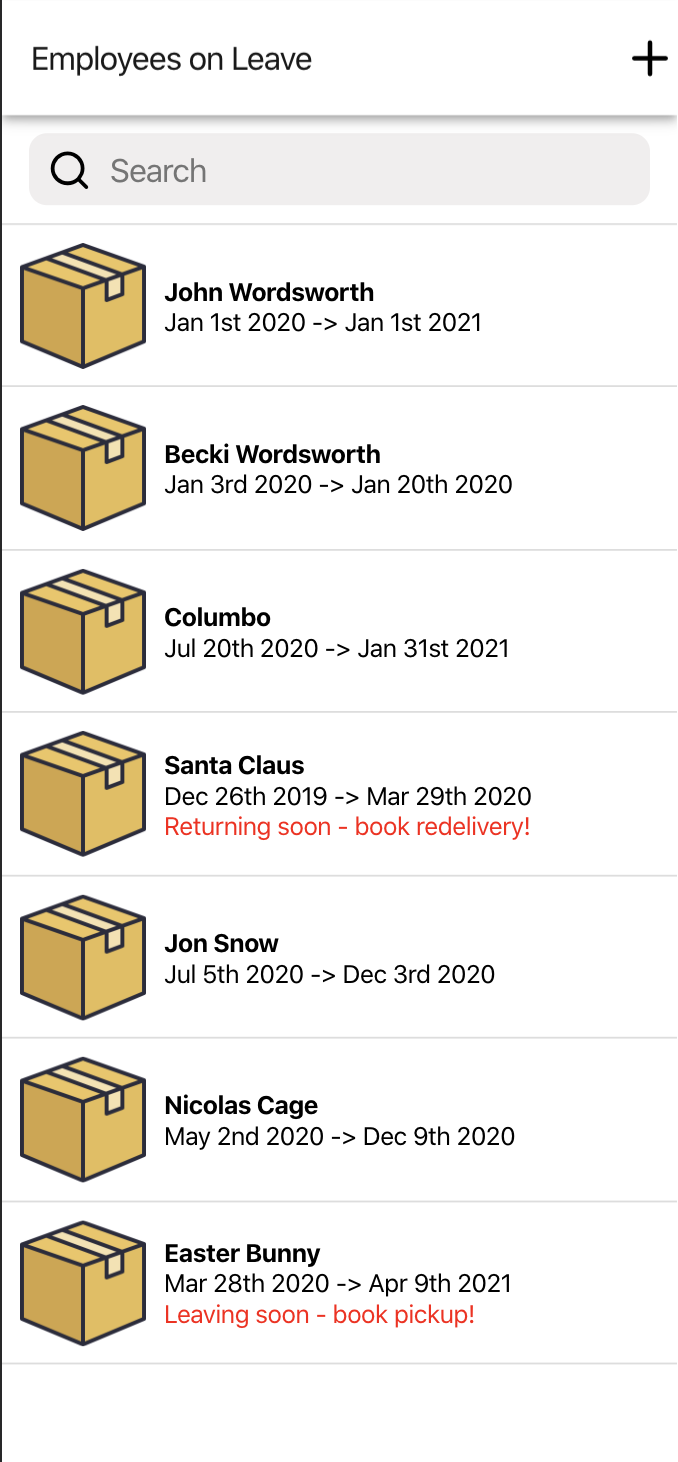 Employees on Leave
Search
John Wordsworth
Jan 1st 2020 -> Jan 1st 2021
Becki Wordsworth
Jan 3rd 2020 -> Jan 20th 2020
Columbo
Jul 20th 2020 -> Jan 31st 2021
Santa Claus
Dec 26th 2019 -> Mar 29th 2020
Returning soon - book redelivery!
Jon Snow
Jul 5th 2020 -> Dec 3rd 2020
Nicolas Cage
May 2nd 2020 -> Dec 9th 2020
Easter Bunny
Mar 28th 2020 -> Apr 9th 2021
Leaving soon - book pickup!